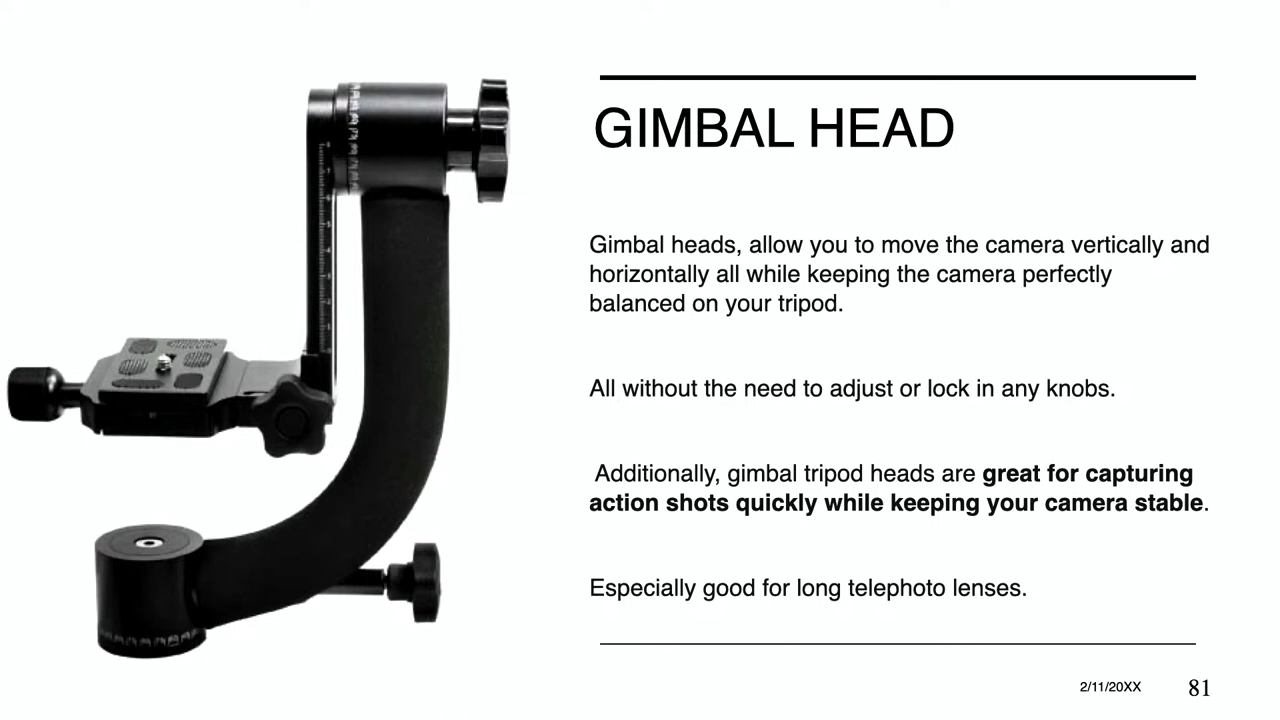 GIMBAL HEAD
Gimbal heads, allow you to move the camera vertically and
horizontally all while keeping the camera perfectly
balanced on your tripod.
All without the need to adjust or lock in any knobs.
Additionally, gimbal tripod heads are great for capturing
action shots quickly while keeping your camera stable.
Especially good for long telephoto lenses.
2/11/20XX
81